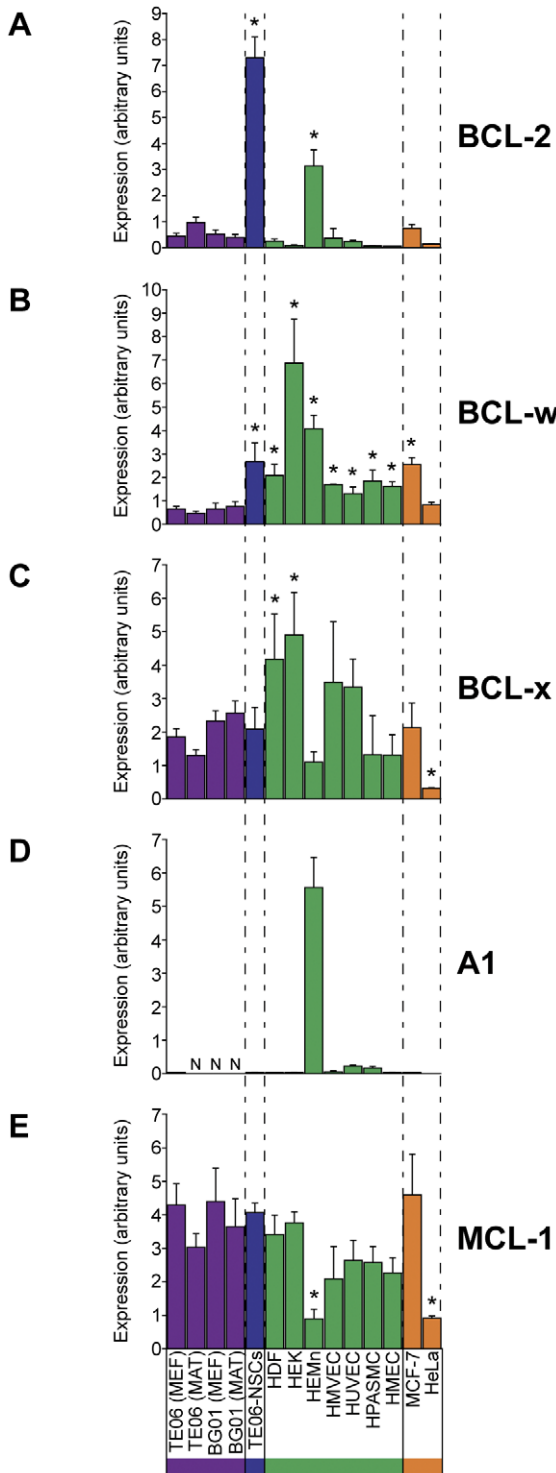 A
Expression (arbitrary units)
9
8
7
6
5
4
3
2
1
0
*
*
BCL-2
B
Expression (arbitrary units)
10
9
8
7
6
5
4
3
2
1
0
*
*
*
*
*
*
*
*
*
BCL-w
C
Expression (arbitrary units)
7
6
5
4
3
2
1
0
*
*
*
BCL-x
D
Expression (arbitrary units)
7
6
5
4
3
2
1
0
N N N
A1
E
Expression (arbitrary units)
7
6
5
4
3
2
1
0
*
*
MCL-1
TE06 (MEF)
TE06 (MAT)
BG01 (MEF)
BG01 (MAT)
TE06-NSCs
HDF
HEK
HEMn
HMVEC
HUVEC
HPASMC
HMEC
MCF-7
HeLa